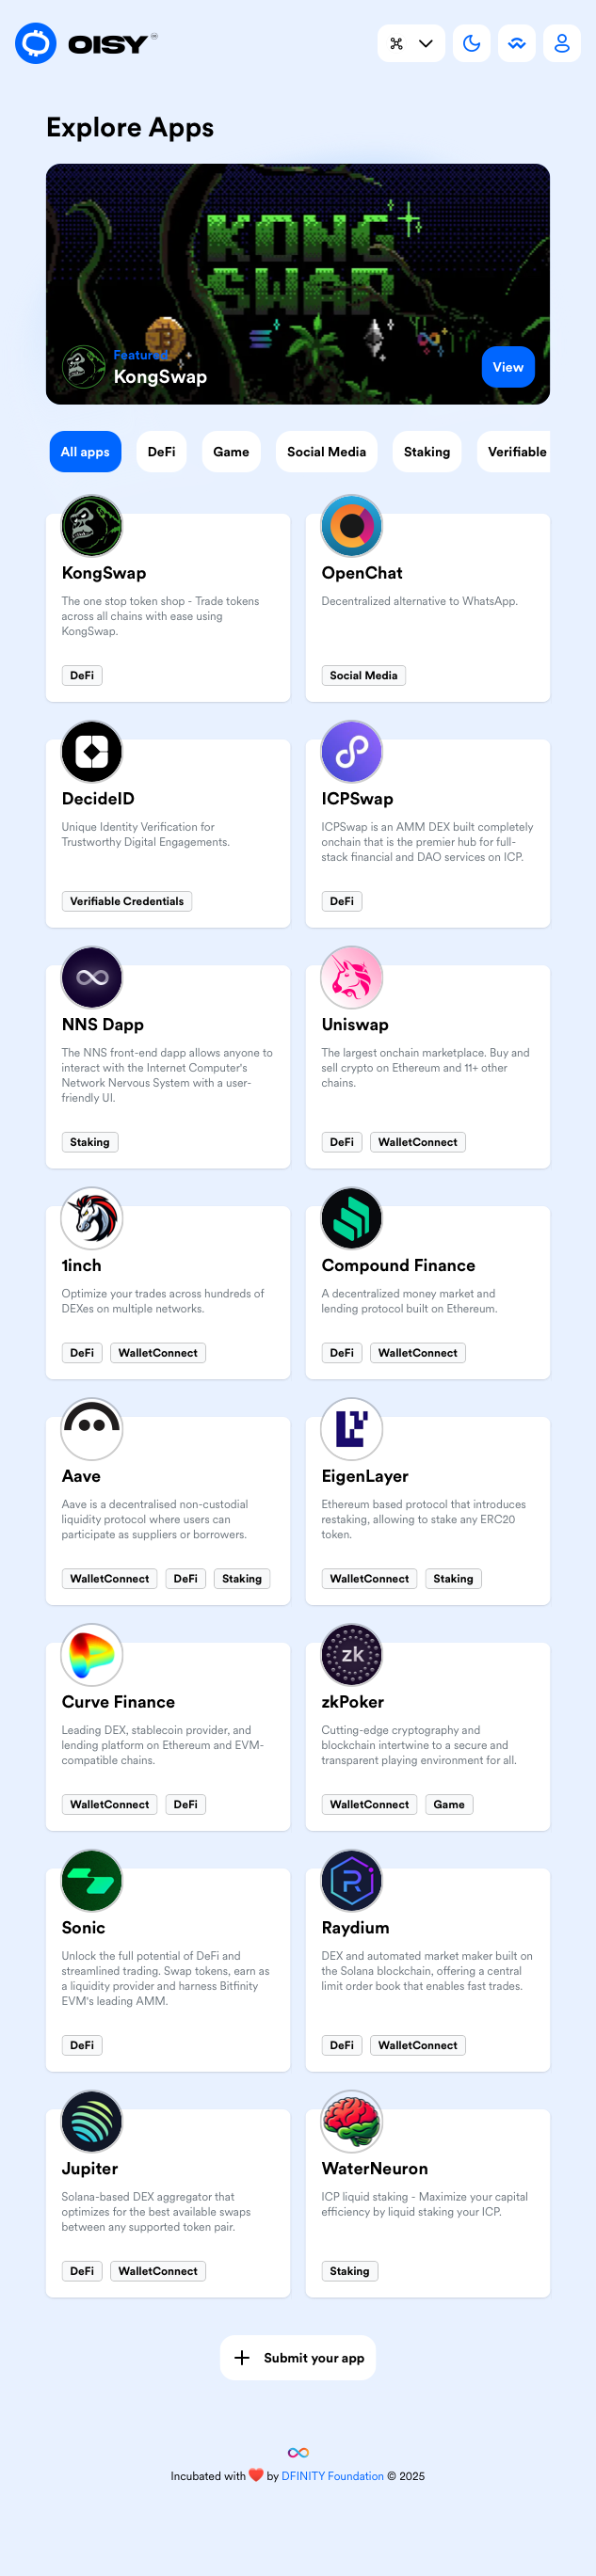 OISY
Explore Apps
KONG
SWAP
Featured
KongSwap
View
All apps
DeFi
Game
Social Media
Staking
Verifiable
KongSwap
The one stop token shop - Trade tokens
across all chains with ease using
KongSwap.
DeFi
OpenChat
Decentralized alternative to WhatsApp.
Social Media
DecideID
Unique Identity Verification for
Trustworthy Digital Engagements.
Verifiable Credentials
ICPSwap
ICPSwap is an AMM DEX built completely
onchain that is the premier hub for full-
stack financial and DAO services on ICP.
DeFi
NNS Dapp
The NNS front-end dapp allows anyone to
interact with the Internet Computer's
Network Nervous System with a user-
friendly UI.
Staking
Uniswap
The largest onchain marketplace. Buy and
sell crypto on Ethereum and 11+ other
chains.
DeFi WalletConnect
1inch
Optimize your trades across hundreds of
DEXes on multiple networks.
DeFi WalletConnect
Compound Finance
A decentralized money market and
lending protocol built on Ethereum.
DeFi WalletConnect
Aave
Aave is a decentralised non-custodial
liquidity protocol where users can
participate as suppliers or borrowers.
WalletConnect DeFi Staking
EigenLayer
Ethereum based protocol that introduces
restaking, allowing to stake any ERC20
token.
WalletConnect Staking
Curve Finance
Leading DEX, stablecoin provider, and
lending platform on Ethereum and EVM-
compatible chains.
WalletConnect DeFi
zk
zkPoker
Cutting-edge cryptography and
blockchain intertwine to a secure and
transparent playing environment for all.
WalletConnect Game
Sonic
Unlock the full potential of DeFi and
streamlined trading. Swap tokens, earn as
a liquidity provider and harness Bitfinity
EVM's leading AMM.
DeFi
Raydium
DEX and automated market maker built on
the Solana blockchain, offering a central
limit order book that enables fast trades.
DeFi WalletConnect
Jupiter
Solana-based DEX aggregator that
optimizes for the best available swaps
between any supported token pair.
DeFi WalletConnect
WaterNeuron
ICP liquid staking - Maximize your capital
efficiency by liquid staking your ICP.
Staking
Submit your app
Incubated with ❤️ by DFINITY Foundation © 2025